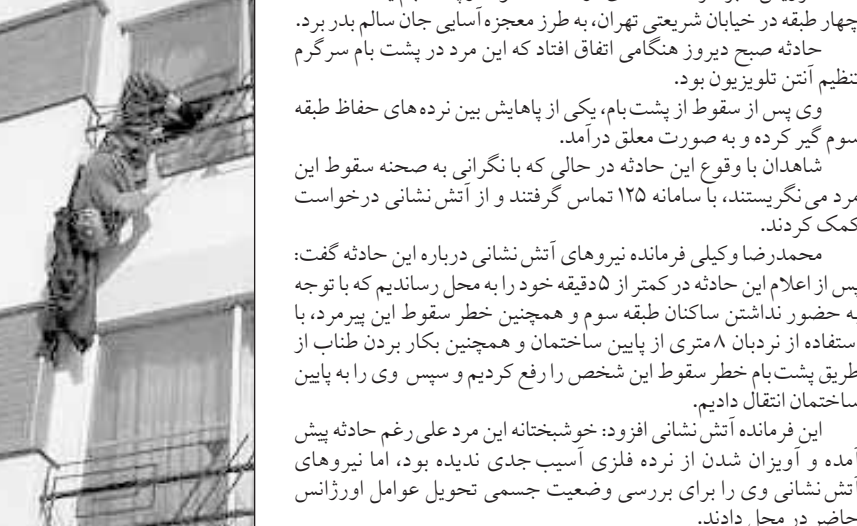 چهار طبقه در خیابان شریعتی تهران، به طرز معجزه‌آسایی جان سالم بدر برد.
حادثه صبح دیروز هنگامی اتفاق افتاد که این مرد در پشت بام سرگرم
تنظیم آنتن تلویزیون بود.
وی پس از سقوط از پشت‌بام، یکی از پاهایش بین نرده‌های حفاظ طبقه
سوم گیر کرده و به صورت معلق درآمد.
شاهدان با وقوع این حادثه در حالی که با نگرانی به صحنه سقوط این
مرد می‌نگریستند، با سامانه ۱۲۵ تماس گرفتند و از آتش‌نشانی درخواست
کمک کردند.
محمدرضا وکیلی فرمانده نیروهای آتش‌نشانی درباره این حادثه گفت:
پس از اعلام این حادثه در کمتر از ۵دقیقه خود را به محل رساندیم که با توجه
به حضور نداشتن ساکنان طبقه سوم و همچنین خطر سقوط این پیرمرد، با
استفاده از نردبان ۸متری از پایین ساختمان و همچنین بکار بردن طناب از
طریق پشت‌بام خطر سقوط این شخص را رفع کردیم و سپس وی را به پایین
ساختمان انتقال دادیم.
این فرمانده آتش‌نشانی افزود: خوشبختانه این مرد علی‌رغم حادثه پیش
آمده و آویزان شدن از نرده فلزی آسیب جدی ندیده بود، اما نیروهای
آتش‌نشانی وی را برای بررسی وضعیت جسمی تحویل عوامل اورژانس
حاضر در محل دادند.